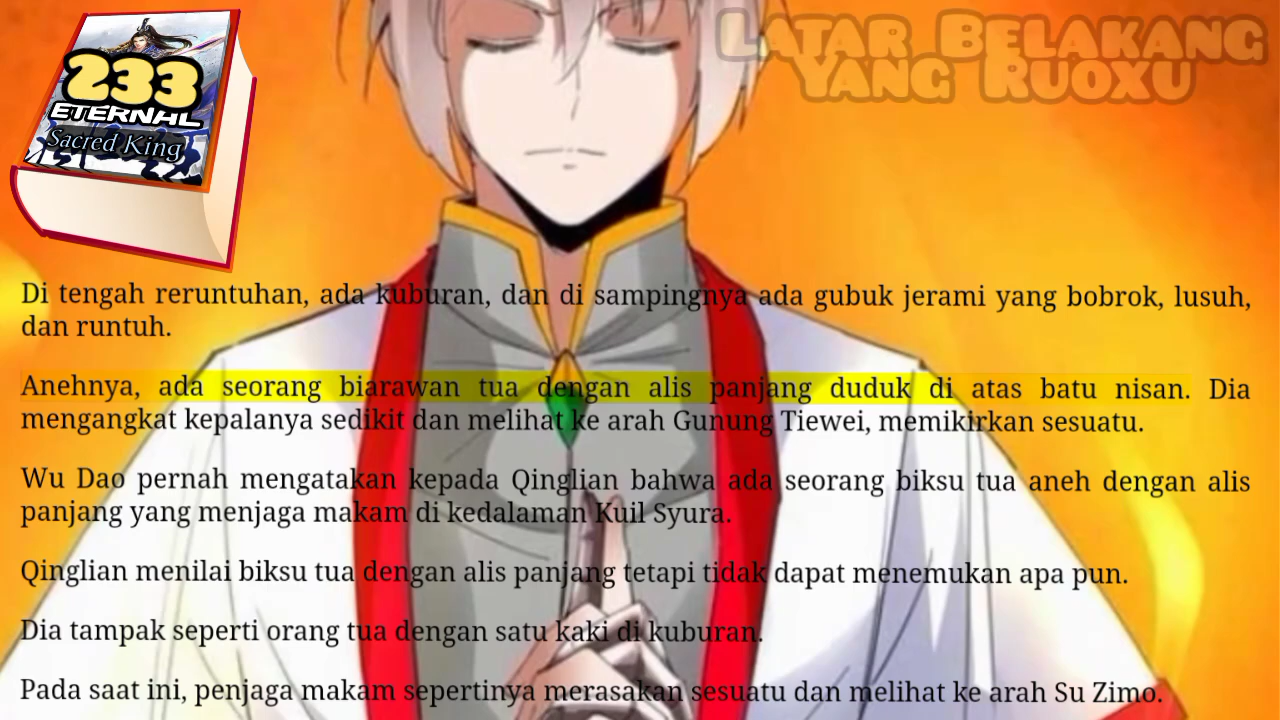 LATAR BELAKANG
YANG RUOXU
233
ETERNAL
Sacred King
Di tengah reruntuhan, ada kuburan, dan di sampingnya ada gubuk jerami yang bobrok, lusuh,
dan runtuh.
Anehnya, ada seorang biarawan tua dengan alis panjang duduk di atas batu nisan. Dia
mengangkat kepalanya sedikit dan melihat ke arah Gunung Tiewei, memikirkan sesuatu.
Wu Dao pernah mengatakan kepada Qinglian bahwa ada seorang biksu tua aneh dengan alis
panjang yang menjaga makam di kedalaman Kuil Syura.
Qinglian menilai biksu tua dengan alis panjang tetapi tidak dapat menemukan apa pun.
Dia tampak seperti orang tua dengan satu kaki di kuburan.
Pada saat ini, penjaga makam sepertinya merasakan sesuatu dan melihat ke arah Su Zimo.